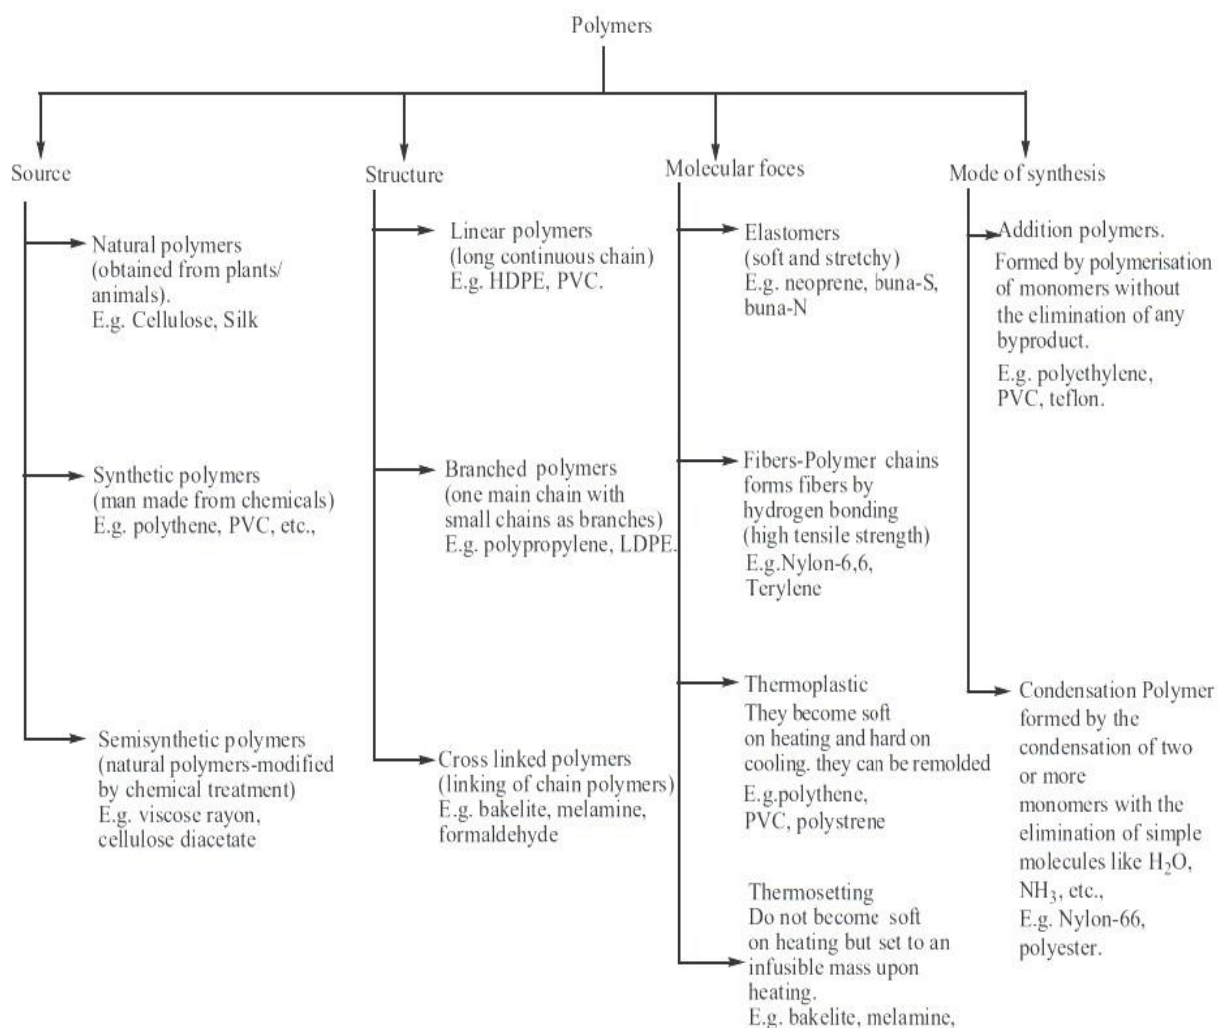 Polymers
Source
Natural polymers
(obtained from plants/
animals).
E.g. Cellulose, Silk
Synthetic polymers
(man made from chemicals)
E.g. polythene, PVC, etc.,
Semisynthetic polymers
(natural polymers-modified
by chemical treatment)
E.g. viscose rayon,
cellulose diacetate
Structure
Linear polymers
(long continuous chain)
E.g. HDPE, PVC.
Branched polymers
(one main chain with
small chains as branches)
E.g. polypropylene, LDPE.
Cross linked polymers
(linking of chain polymers)
E.g. bakelite, melamine,
formaldehyde
Molecular foces
Elastomers
(soft and stretchy)
E.g. neoprene, buna-S,
buna-N
Fibers-Polymer chains
forms fibers by
hydrogen bonding
(high tensile strength)
E.g.Nylon-6,6,
Terylene
Thermoplastic
They become soft
on heating and hard on
cooling. they can be remolded
E.g.polythene,
PVC, polystrene
Thermosetting
Do not become soft
on heating but set to an
infusible mass upon
heating.
E.g. bakelite, melamine,
Mode of synthesis
Addition polymers.
Formed by polymerisation
of monomers without
the elimination of any
byproduct.
E.g. polyethylene,
PVC, teflon.
Condensation Polymer
formed by the
condensation of two
or more
monomers with the
elimination of simple
molecules like H₂O,
NH₃, etc.,
E.g. Nylon-66,
polyester.